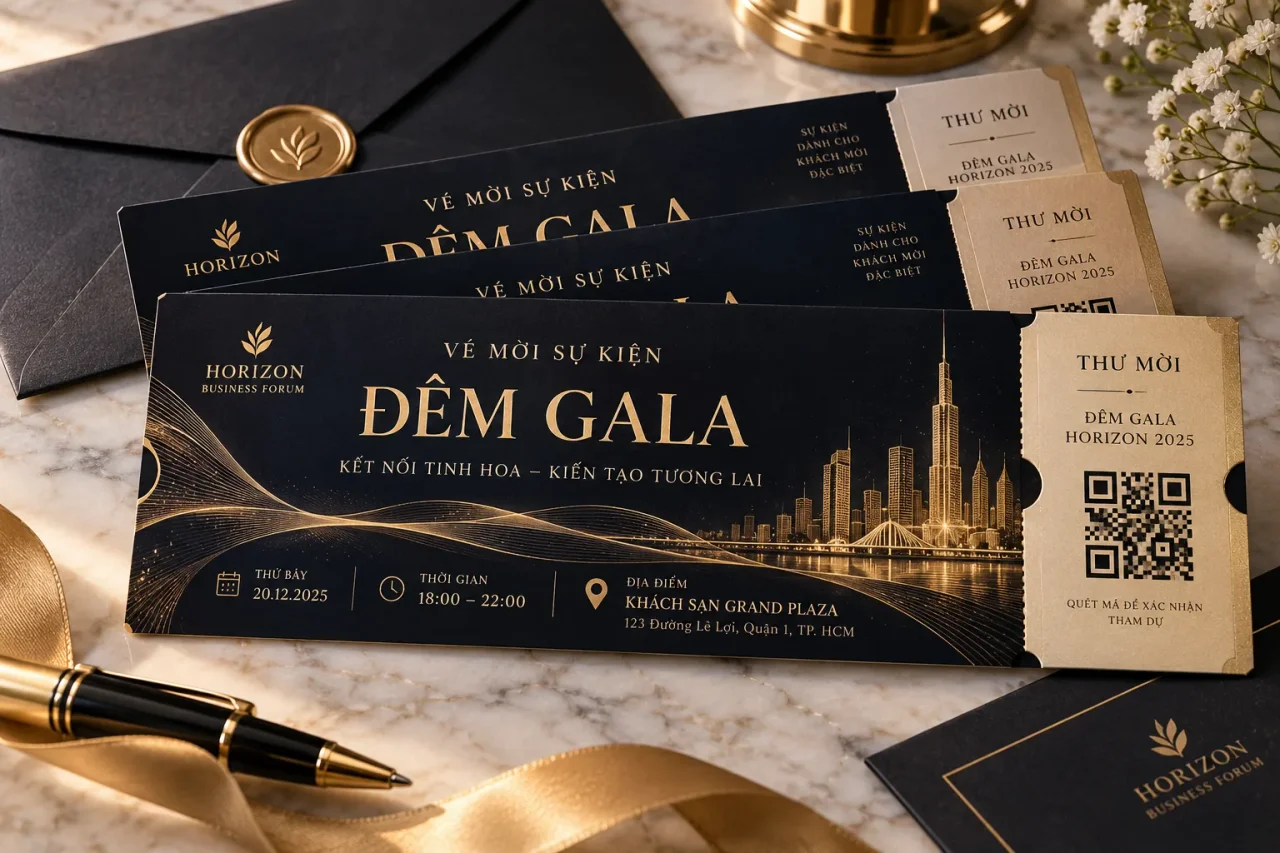 VÉ MỜI SỰ KIỆN
ĐÊM GALA
HORIZON
SỰ KIỆN
DÀNH CHO
KHÁCH MỜI
ĐẶC BIỆT
THƯ MỜI
ĐÊM GALA
HORIZON 2025
VÉ MỜI SỰ KIỆN
SỰ KIỆN
DÀNH CHO
KHÁCH MỜI
ĐẶC BIỆT
THƯ MỜI
ĐÊM GALA
HORIZON 2025
HORIZON
BUSINESS FORUM
VÉ MỜI SỰ KIỆN
ĐÊM GALA
KẾT NỐI TINH HOA – KIẾN TẠO TƯƠNG LAI
THỨ BẢY
20.12.2025
THỜI GIAN
18:00 – 22:00
ĐỊA ĐIỂM
KHÁCH SẠN GRAND PLAZA
123 Đường Lê Lợi, Quận 1, TP. HCM
THƯ MỜI
ĐÊM GALA
HORIZON 2025
QUÉT MÃ ĐỂ XÁC NHẬN
THAM DỰ
HORIZON
BUSINESS FORUM